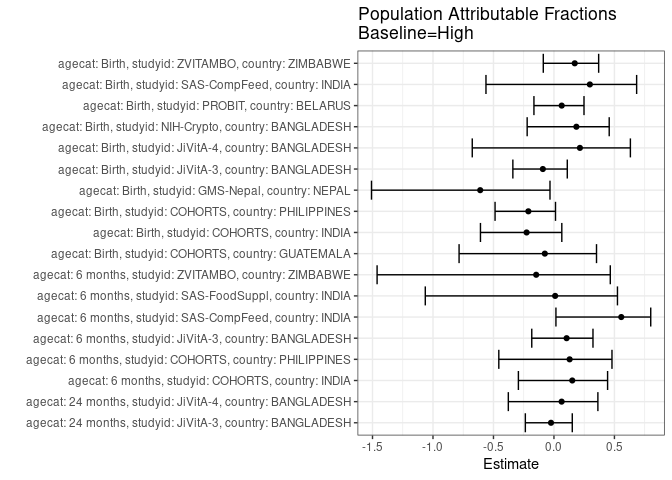 Population Attributable Fractions
Baseline=High
agecat: Birth, studyid: ZVITAMBO, country: ZIMBABWE
agecat: Birth, studyid: SAS-CompFeed, country: INDIA
agecat: Birth, studyid: PROBIT, country: BELARUS
agecat: Birth, studyid: NIH-Crypto, country: BANGLADESH
agecat: Birth, studyid: JiVitA-4, country: BANGLADESH
agecat: Birth, studyid: JiVitA-3, country: BANGLADESH
agecat: Birth, studyid: GMS-Nepal, country: NEPAL
agecat: Birth, studyid: COHORTS, country: PHILIPPINES
agecat: Birth, studyid: COHORTS, country: INDIA
agecat: Birth, studyid: COHORTS, country: GUATEMALA
agecat: 6 months, studyid: ZVITAMBO, country: ZIMBABWE
agecat: 6 months, studyid: SAS-FoodSuppl, country: INDIA
agecat: 6 months, studyid: SAS-CompFeed, country: INDIA
agecat: 6 months, studyid: JiVitA-3, country: BANGLADESH
agecat: 6 months, studyid: COHORTS, country: PHILIPPINES
agecat: 6 months, studyid: COHORTS, country: INDIA
agecat: 24 months, studyid: JiVitA-4, country: BANGLADESH
agecat: 24 months, studyid: JiVitA-3, country: BANGLADESH
-1.5 -1.0 -0.5 0.0 0.5
Estimate